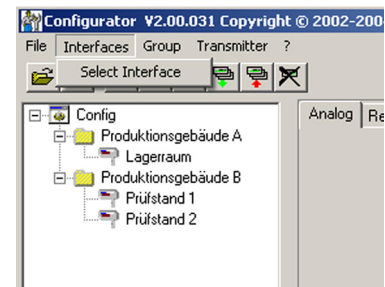 Configurator V2.00.031 Copyright © 2002-200
File Interfaces Group Transmitter ?
Select Interface
Config
Produktionsgebäude A
Lagerraum
Produktionsgebäude B
Prüfstand 1
Prüfstand 2
Analog Re